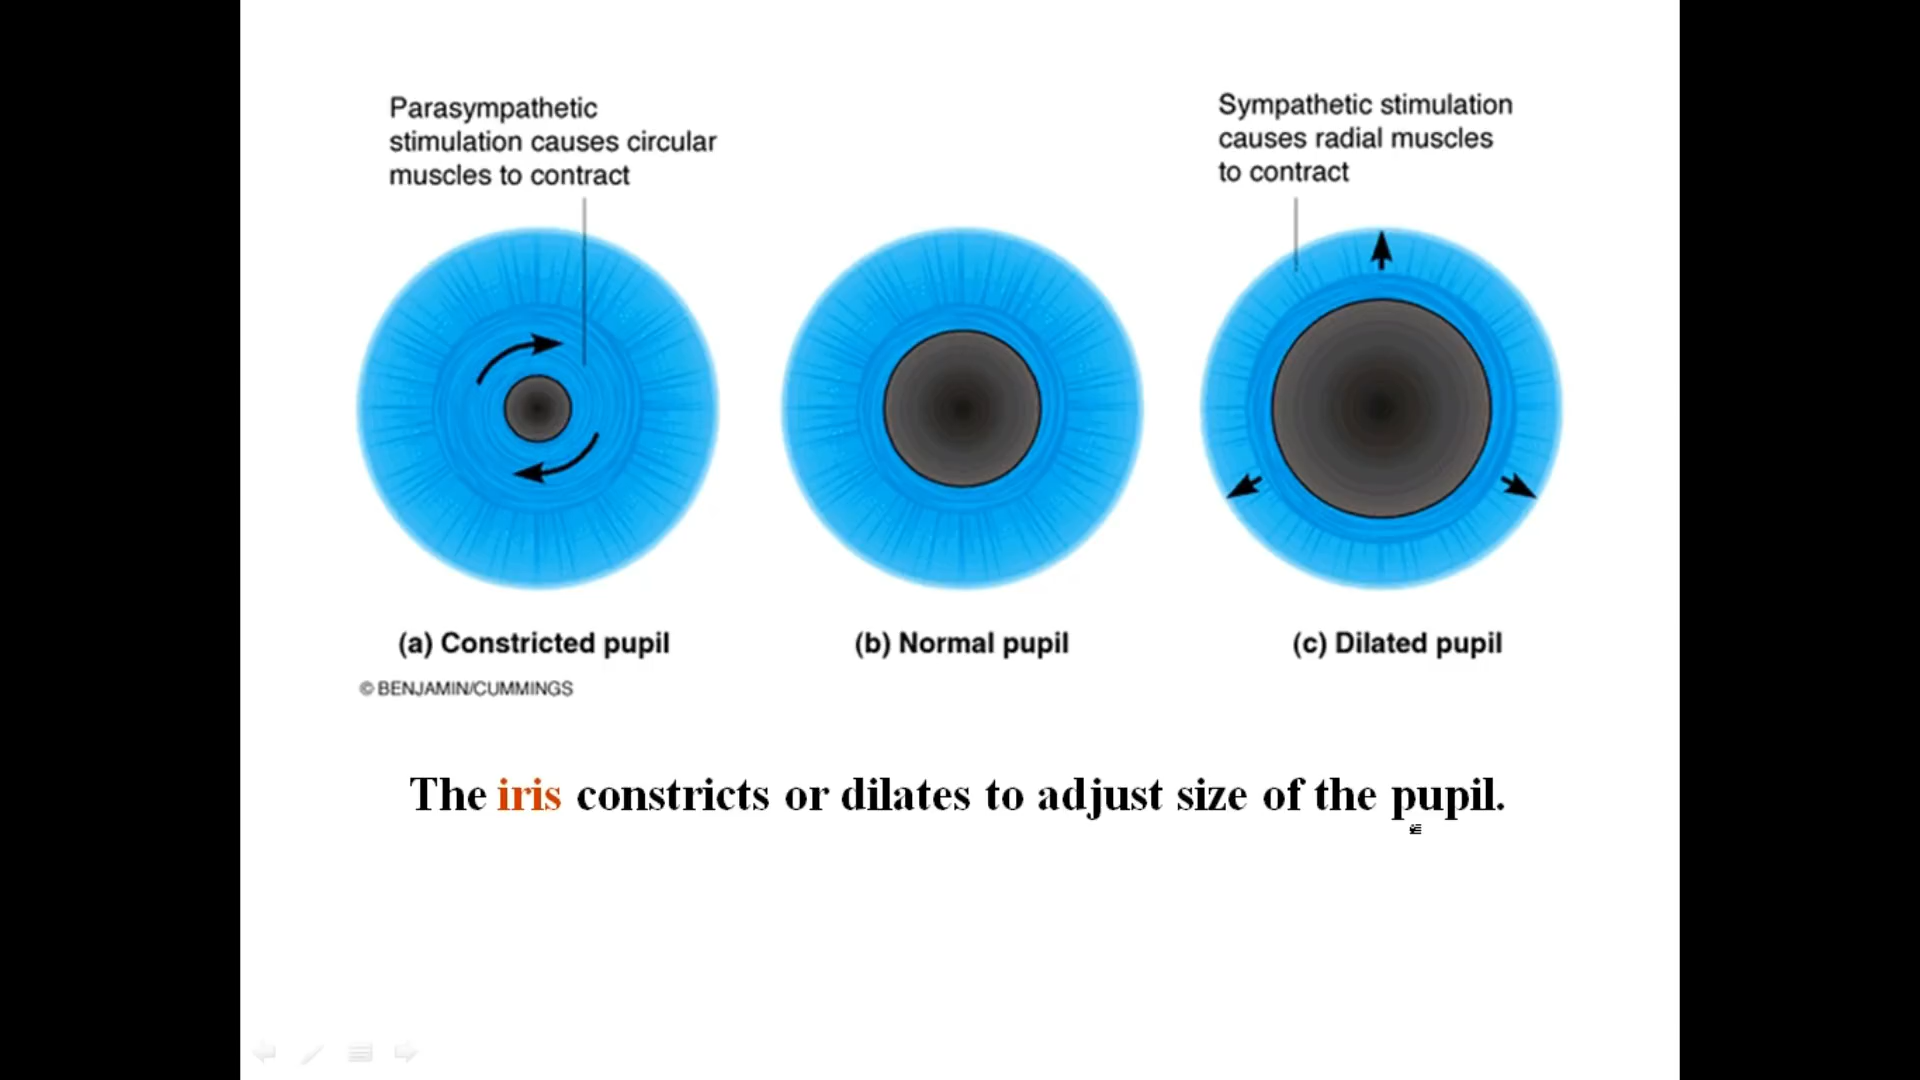 Parasympathetic
stimulation causes circular
muscles to contract
Sympathetic stimulation
causes radial muscles
to contract
(a) Constricted pupil
(b) Normal pupil
(c) Dilated pupil
© BENJAMIN/CUMMINGS
The iris constricts or dilates to adjust size of the pupil.